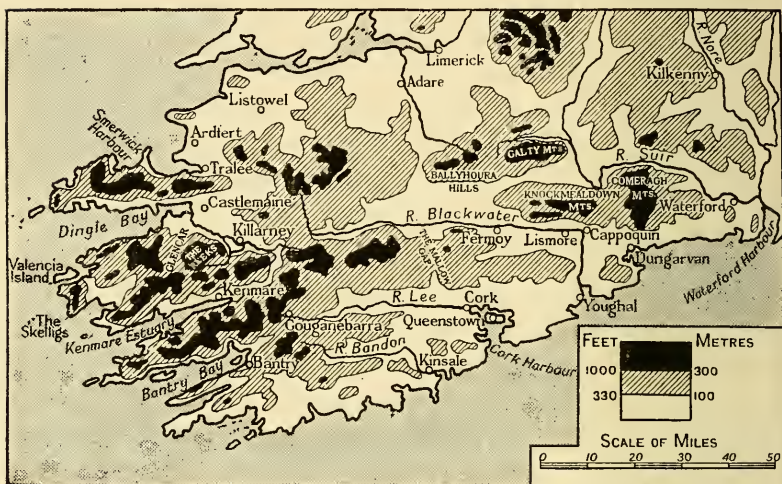 Limerick
Kilkenny
R. Nore
Adare
Listowel
Smerwick
Harbour
Ardfert
Tralee
BALLYHOURA
HILLS
GALTY MTS.
R. Suir
COMERAGH
MTS.
KNOCKMEALDOWN
MTS.
Waterford
Castlemaine
Dingle Bay
R. Blackwater
Killarney
Fermoy
Lismore
Cappoquin
Dungarvan
Waterford Harbour
GLENCAR
THE
REEKS
THE MALLOW
GAP
Valencia
Island
Kenmare
R. Lee
Cork
Youghal
The
Skelligs
Kenmare Estuary
Gouganebarra
Queenstown
Cork Harbour
Bantry
R. Bandon
Kinsale
Bantry Bay
FEET
METRES
1000
300
330
100
SCALE OF MILES
0
10
20
30
40
50